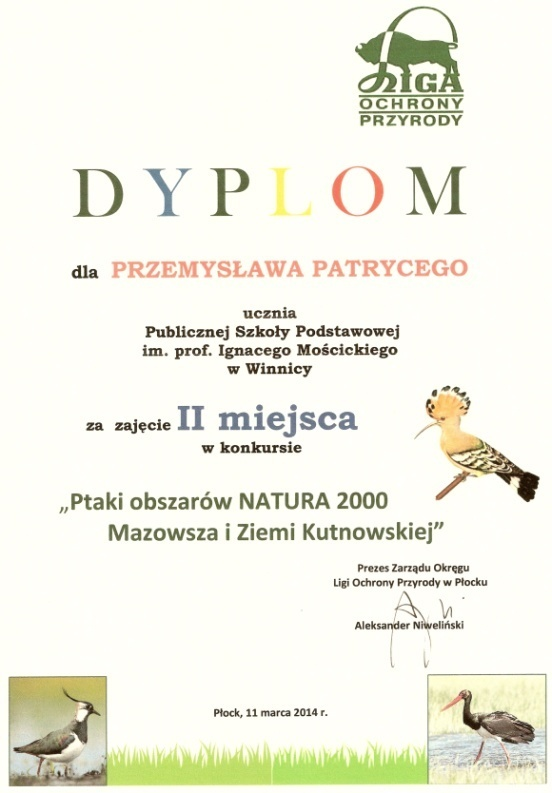 LIGA
OCHRONY
PRZYRODY
DYPLOM
dla PRZEMYSŁAWA PATRYCEGO
ucznia
Publicznej Szkoły Podstawowej
im. prof. Ignacego Mościckiego
w Winnicy
za zajęcie II miejsca
w konkursie
„Ptaki obszarów NATURA 2000
Mazowsza i Ziemi Kutnowskiej”
Prezes Zarządu Okręgu
Ligi Ochrony Przyrody w Płocku
Aleksander Niweliński
Płock, 11 marca 2014 r.